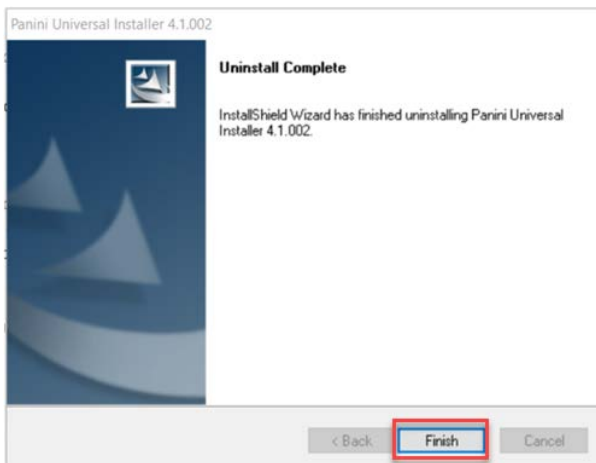 Panini Universal Installer 4.1.002
Uninstall Complete
InstallShield Wizard has finished uninstalling Panini Universal
Installer 4.1.002.
< Back
Finish
Cancel